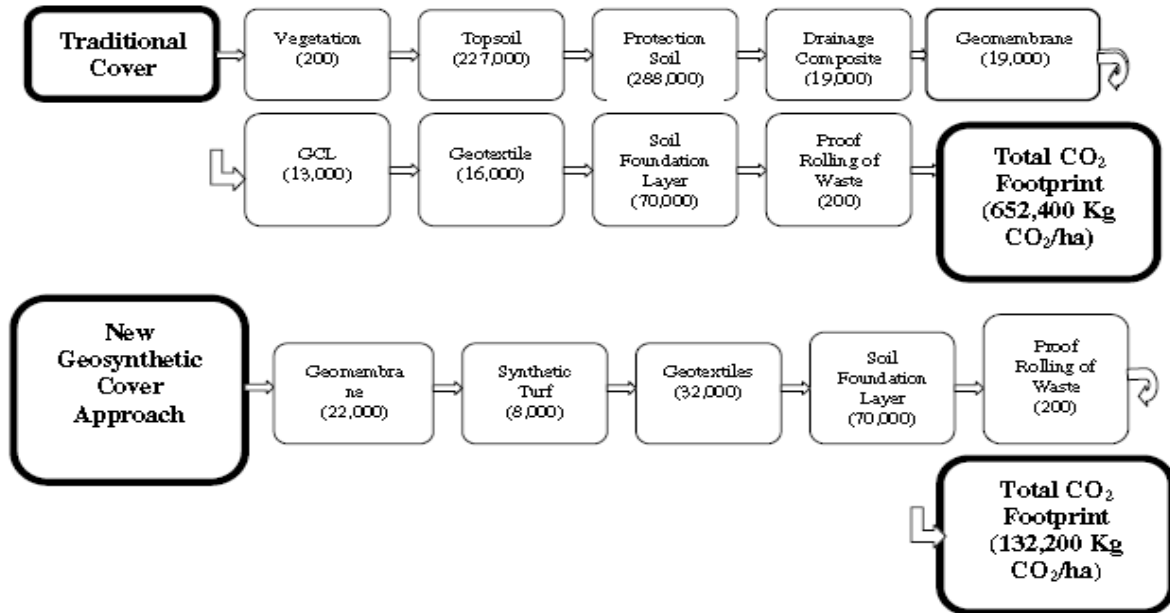 Traditional
Cover
Vegetation
(200)
Topsoil
(227,000)
Protection
Soil
(288,000)
Drainage
Composite
(19,000)
Geomembrane
(19,000)
GCL
(13,000)
Geotextile
(16,000)
Soil
Foundation
Layer
(70,000)
Proof
Rolling of
Waste
(200)
Total CO₂
Footprint
(652,400 Kg
CO₂/ha)
New
Geosynthetic
Cover
Approach
Geomembra
ne
(22,000)
Synthetic
Turf
(8,000)
Geotextiles
(32,000)
Soil
Foundation
Layer
(70,000)
Proof
Rolling of
Waste
(200)
Total CO₂
Footprint
(132,200 Kg
CO₂/ha)